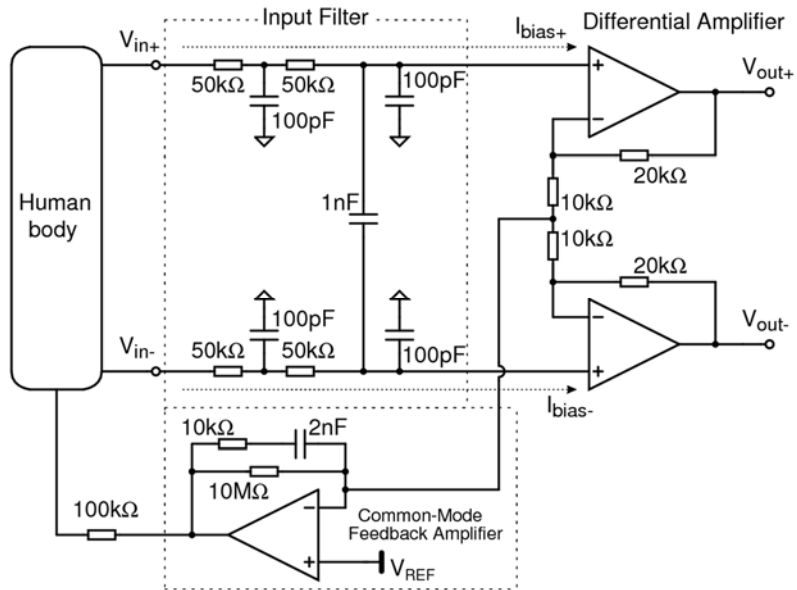 Input Filter
Differential Amplifier
Vin+
Ibias+
Vout+
50kΩ
50kΩ
100pF
100pF
20kΩ
10kΩ
Human
body
1nF
10kΩ
20kΩ
100pF
Vin-
Vout-
50kΩ
50kΩ
100pF
Ibias-
10kΩ
2nF
10MΩ
100kΩ
Common-Mode
Feedback Amplifier
VREF
+
−
−
+
−
+